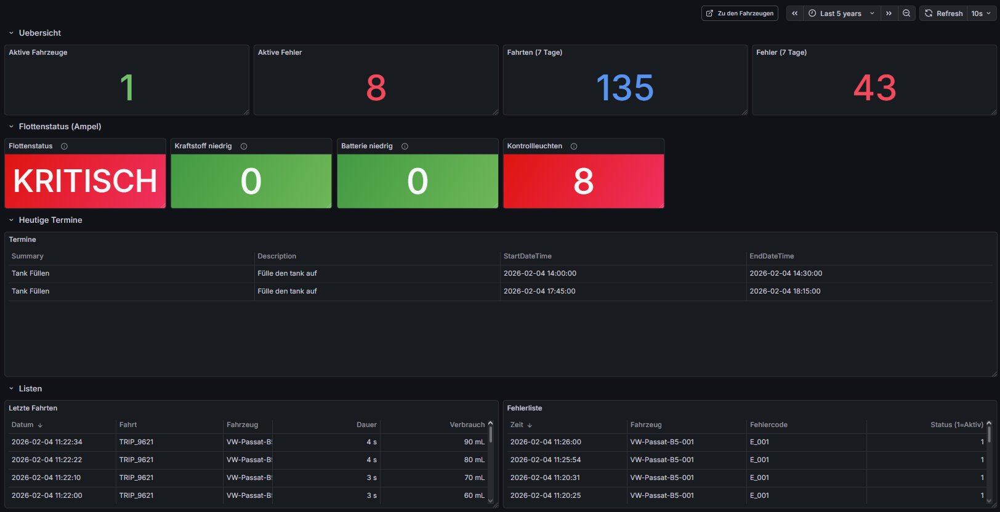 Zu den Fahrzeugen Last 5 years Refresh 10s
Uebersicht
Aktive Fahrzeuge
1
Aktive Fehler
8
Fahrten (7 Tage)
135
Fehler (7 Tage)
43
Flottenstatus (Ampel)
Flottenstatus
KRITISCH
Kraftstoff niedrig
0
Batterie niedrig
0
Kontrollleuchten
8
Heutige Termine
Termine
Summary Description StartDateTime EndDateTime
Tank Füllen Fülle den tank auf 2026-02-04 14:00:00 2026-02-04 14:30:00
Tank Füllen Fülle den tank auf 2026-02-04 17:45:00 2026-02-04 18:15:00
Listen
Letzte Fahrten
Datum Fahrt Fahrzeug Dauer Verbrauch
2026-02-04 11:22:34 TRIP_9621 VW-Passat-B5 4 s 90 mL
2026-02-04 11:22:22 TRIP_9621 VW-Passat-B5 4 s 80 mL
2026-02-04 11:22:10 TRIP_9621 VW-Passat-B5 3 s 70 mL
2026-02-04 11:22:00 TRIP_9621 VW-Passat-B5 3 s 60 mL
Fehlerliste
Zeit Fahrzeug Fehlercode Status (1=Aktiv)
2026-02-04 11:26:00 VW-Passat-B5-001 E_001 1
2026-02-04 11:25:54 VW-Passat-B5-001 E_001 1
2026-02-04 11:20:31 VW-Passat-B5-001 E_001 1
2026-02-04 11:20:25 VW-Passat-B5-001 E_001 1